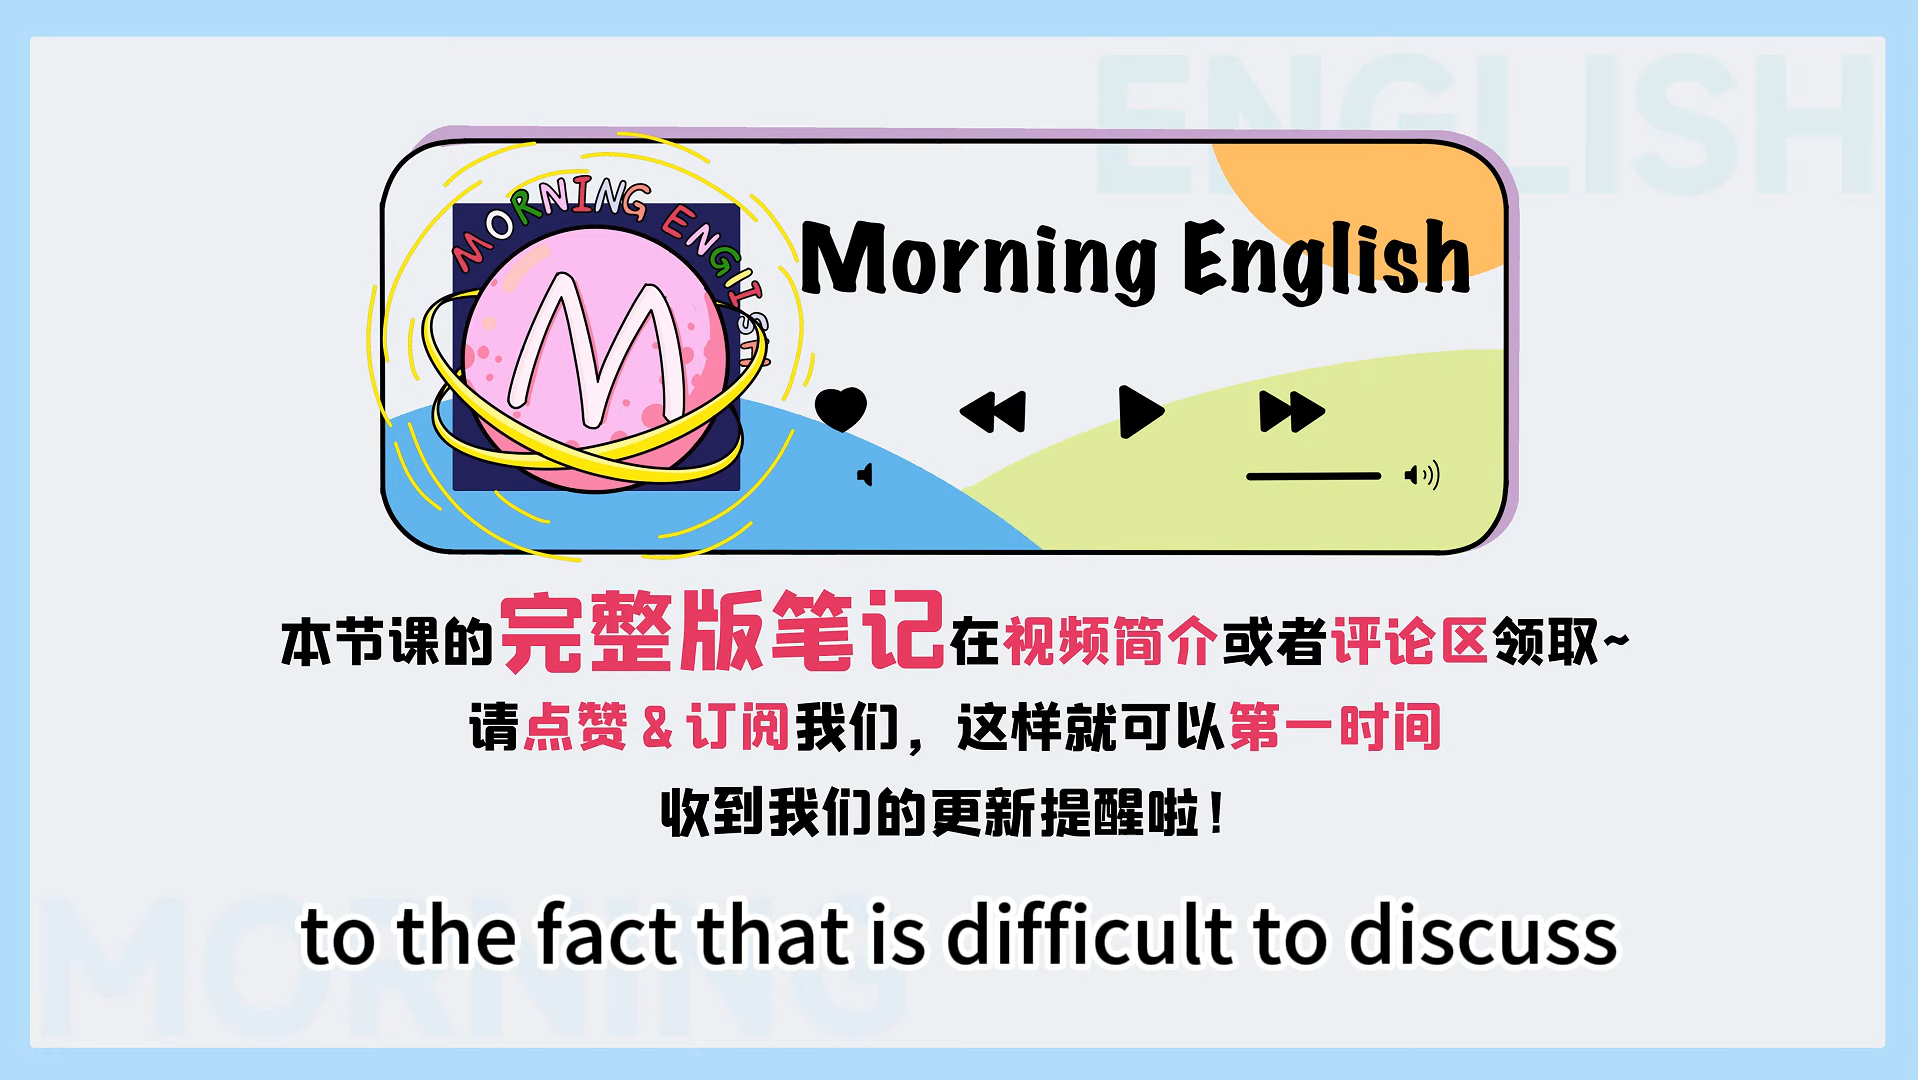 ENGLISH
MORNING ENGLISH
M
Morning English
本节课的完整版笔记在视频简介或者评论区领取~
请点赞&订阅我们，这样就可以第一时间
收到我们的更新提醒啦！
to the fact that is difficult to discuss
MORNING